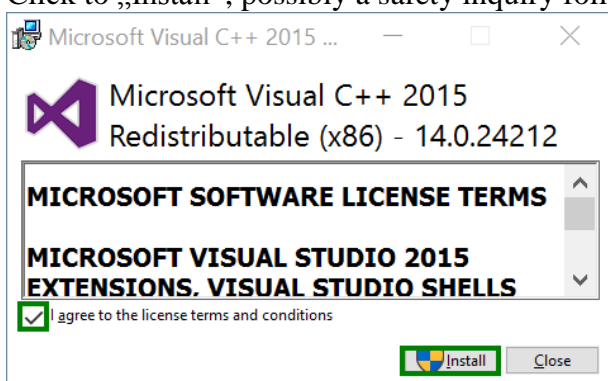 Click to „Install“, possibly a safety inquiry foll
Microsoft Visual C++ 2015 ...
Microsoft Visual C++ 2015
Redistributable (x86) - 14.0.24212
MICROSOFT SOFTWARE LICENSE TERMS
MICROSOFT VISUAL STUDIO 2015
EXTENSIONS, VISUAL STUDIO SHELLS
I agree to the license terms and conditions
Install Close